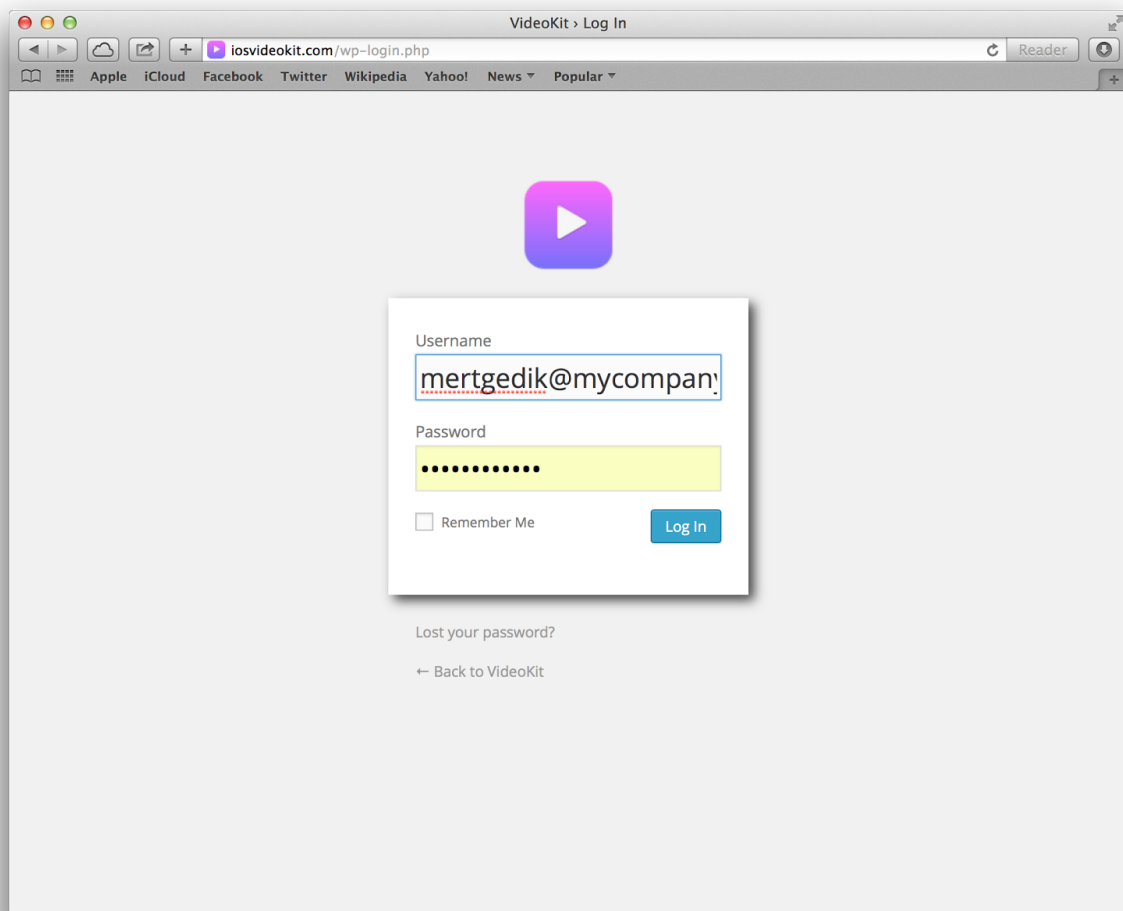 VideoKit › Log In
iosvideokit.com/wp-login.php
Reader
Apple iCloud Facebook Twitter Wikipedia Yahoo! News Popular
Username
mertgedik@mycompany
Password
••••••••••••
Remember Me
Log In
Lost your password?
← Back to VideoKit